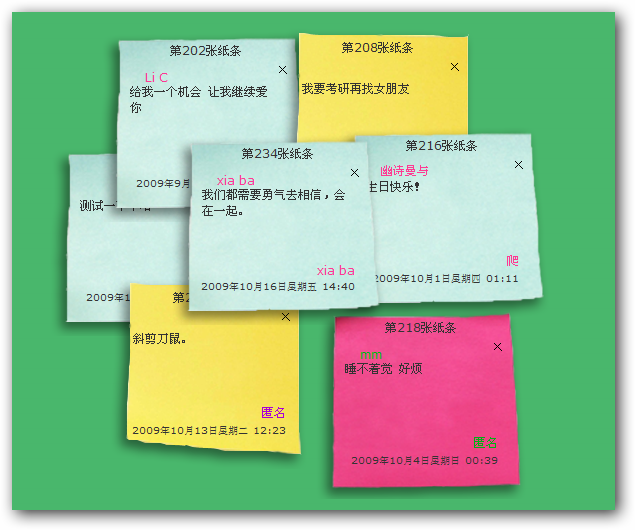 第202张纸条
Li C
给我一个机会 让我继续爱
你
2009年9月
第208张纸条
我要考研再找女朋友
第234张纸条
xia ba
我们都需要勇气去相信，会
在一起。
xia ba
2009年10月16日星期五 14:40
第216张纸条
幽诗曼与
生日快乐！
爬
2009年10月1日星期四 01:11
测试一
2009年1
第2
斜剪刀鼠。
匿名
2009年10月13日星期二 12:23
第218张纸条
mm
睡不着觉 好烦
匿名
2009年10月4日星期日 00:39